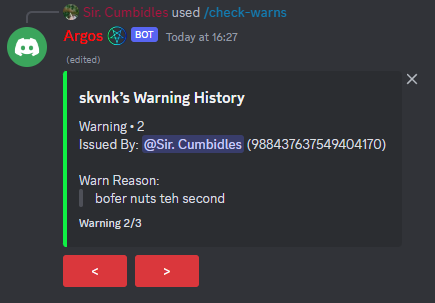 Sir. Cumbidles used /check-warns
Argos BOT Today at 16:27
(edited)
skvnk's Warning History
Warning • 2
Issued By: @Sir. Cumbidles (988437637549404170)
Warn Reason:
bofer nuts teh second
Warning 2/3
< >